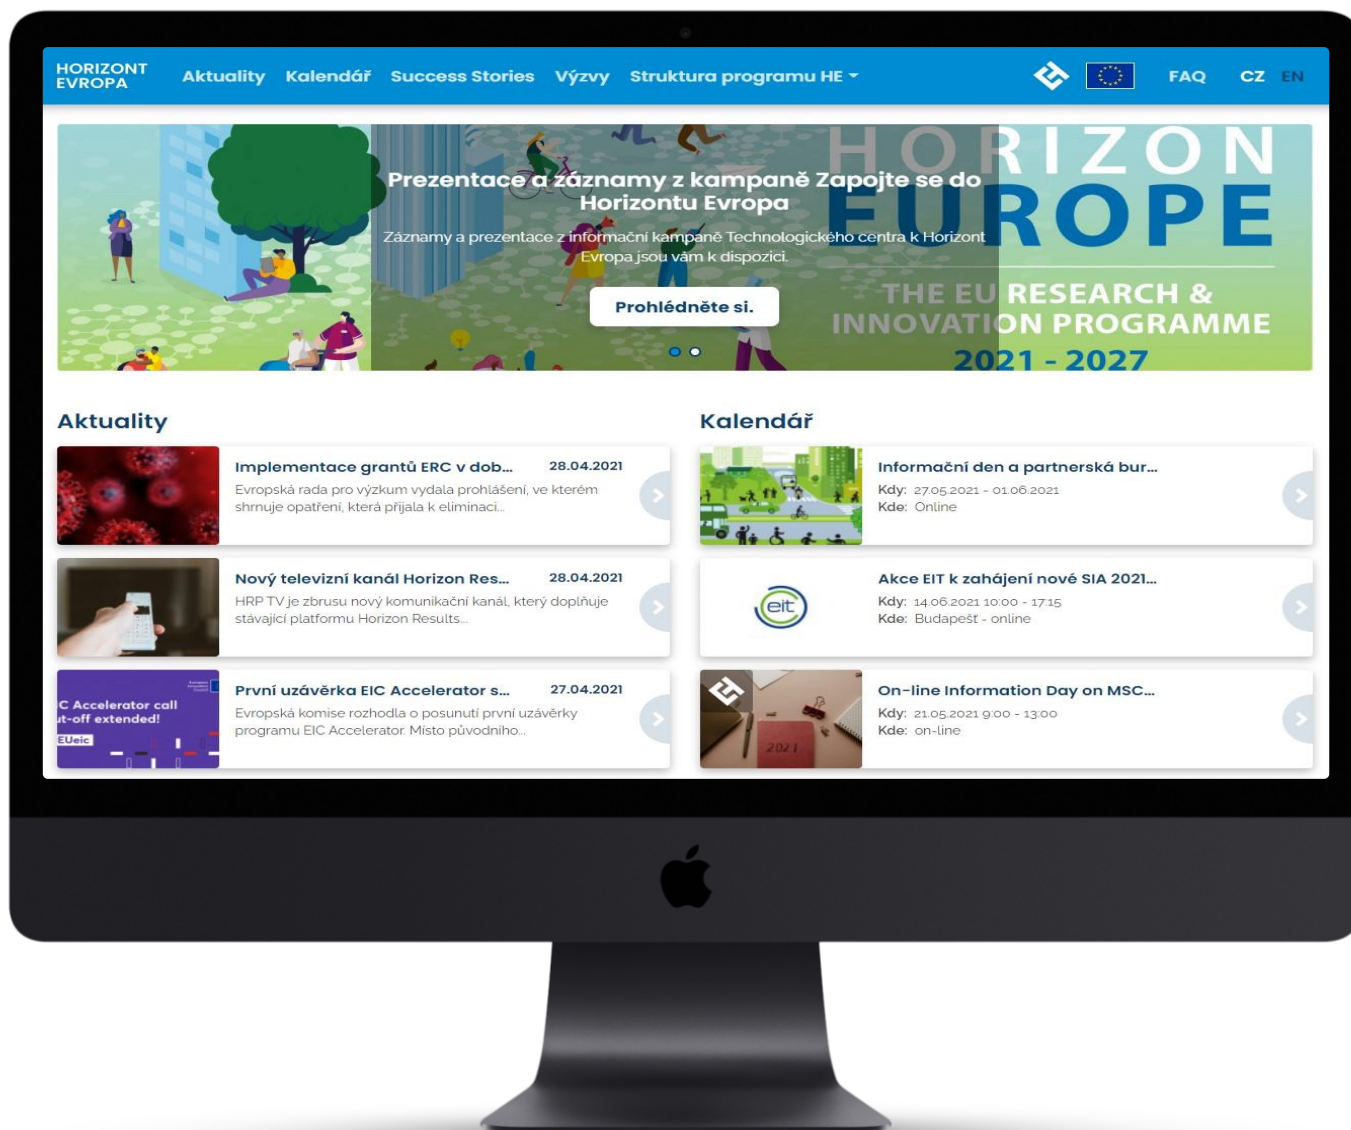 HORIZONT
EVROPA
Aktuality Kalendář Success Stories Výzvy Struktura programu HE
FAQ CZ EN
Prezentace a záznamy z kampaně Zapojte se do
Horizontu Evropa
Záznamy a prezentace z informační kampaně Technologického centra k Horizont
Evropa jsou vám k dispozici.
Prohlédněte si.
HORIZON
EUROPE
THE EU RESEARCH &
INNOVATION PROGRAMME
2021 - 2027
Aktuality
Implementace grantů ERC v dob... 28.04.2021
Evropská rada pro výzkum vydala prohlášení, ve kterém
shrnuje opatření, která přijala k eliminaci...
Nový televizní kanál Horizon Res... 28.04.2021
HRP TV je zbrusu nový komunikační kanál, který doplňuje
stávající platformu Horizon Results...
C Accelerator call
ut-off extended!
EUeic
První uzávěrka EIC Accelerator s... 27.04.2021
Evropská komise rozhodla o posunutí první uzávěrky
programu EIC Accelerator. Místo původního...
Kalendář
Informační den a partnerská bur...
Kdy: 27.05.2021 - 01.06.2021
Kde: Online
eit
Akce EIT k zahájení nové SIA 2021...
Kdy: 14.06.2021 10:00 - 17:15
Kde: Budapešť - online
2021
On-line Information Day on MSC...
Kdy: 21.05.2021 9:00 - 13:00
Kde: on-line